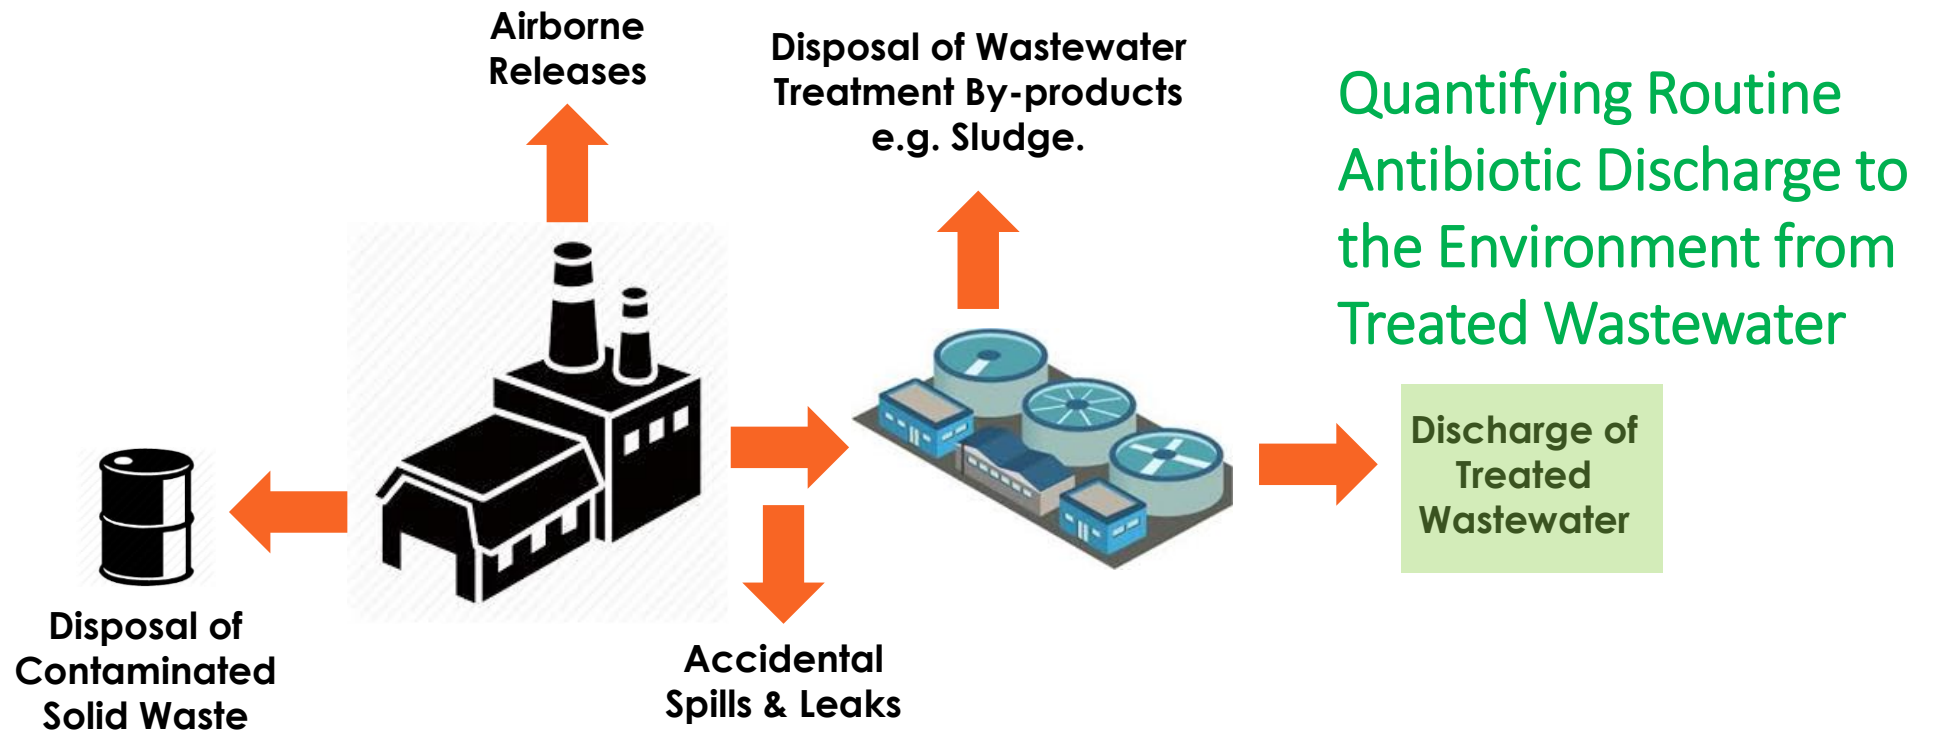 Airborne
Releases
Disposal of Wastewater
Treatment By-products
e.g. Sludge.
Quantifying Routine
Antibiotic Discharge to
the Environment from
Treated Wastewater
Discharge of
Treated
Wastewater
Disposal of
Contaminated
Solid Waste
Accidental
Spills & Leaks